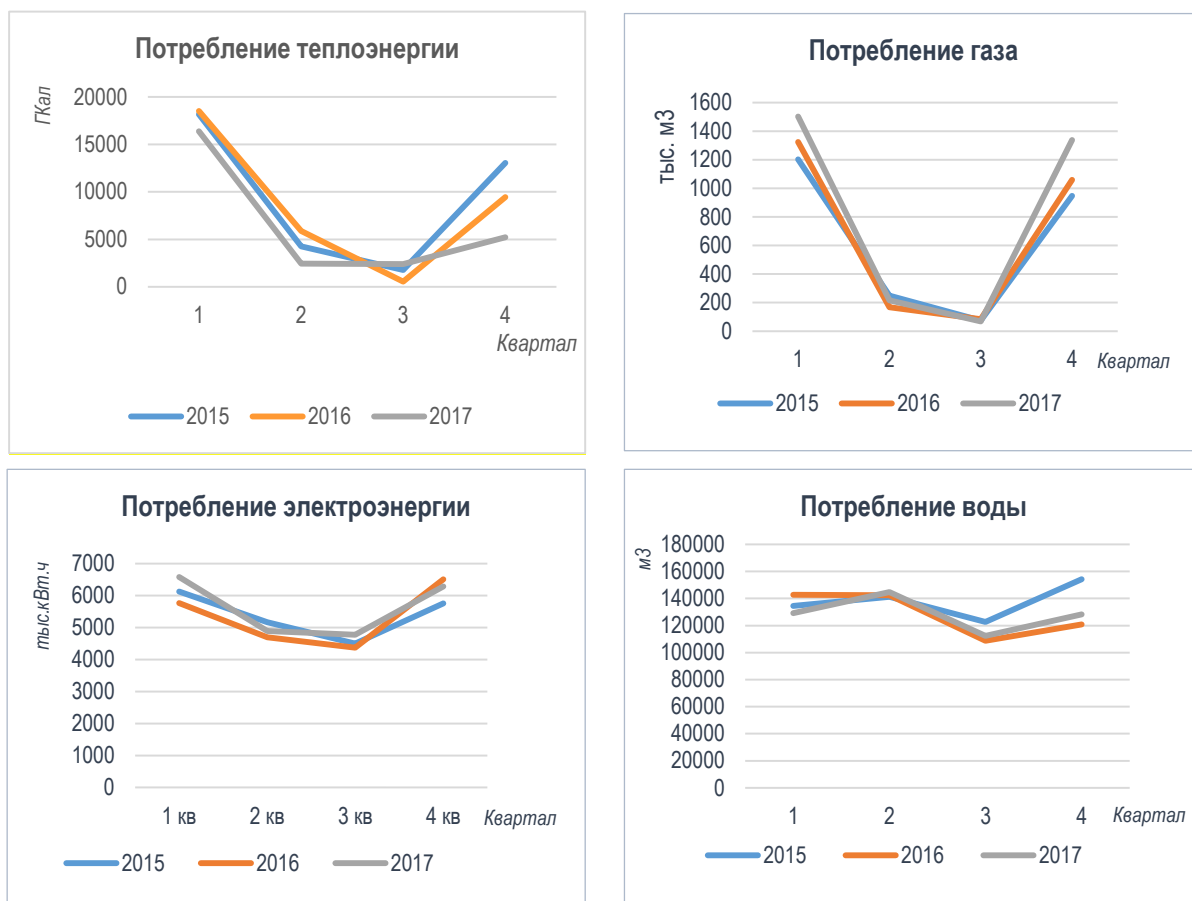 Потребление теплоэнергии
ГКал
20000
15000
10000
5000
0
1 2 3 4
Квартал
2015 2016 2017
Потребление газа
тыс. м3
1600
1400
1200
1000
800
600
400
200
0
1 2 3 4 Квартал
2015 2016 2017
Потребление электроэнергии
тыс.кВт.ч
7000
6000
5000
4000
3000
2000
1000
0
1 кв 2 кв 3 кв 4 кв Квартал
2015 2016 2017
Потребление воды
м3
180000
160000
140000
120000
100000
80000
60000
40000
20000
0
1 2 3 4 Квартал
2015 2016 2017